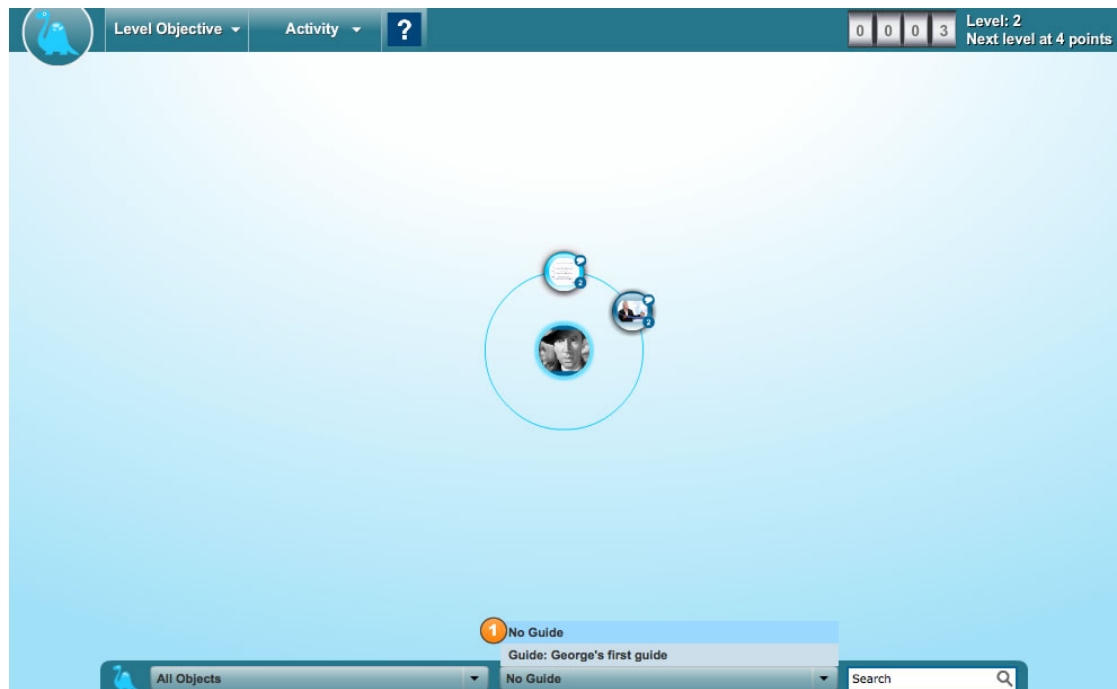 Level Objective
Activity
?
0 0 0 3
Level: 2
Next level at 4 points
2
2
1
No Guide
Guide: George's first guide
All Objects
No Guide
Search